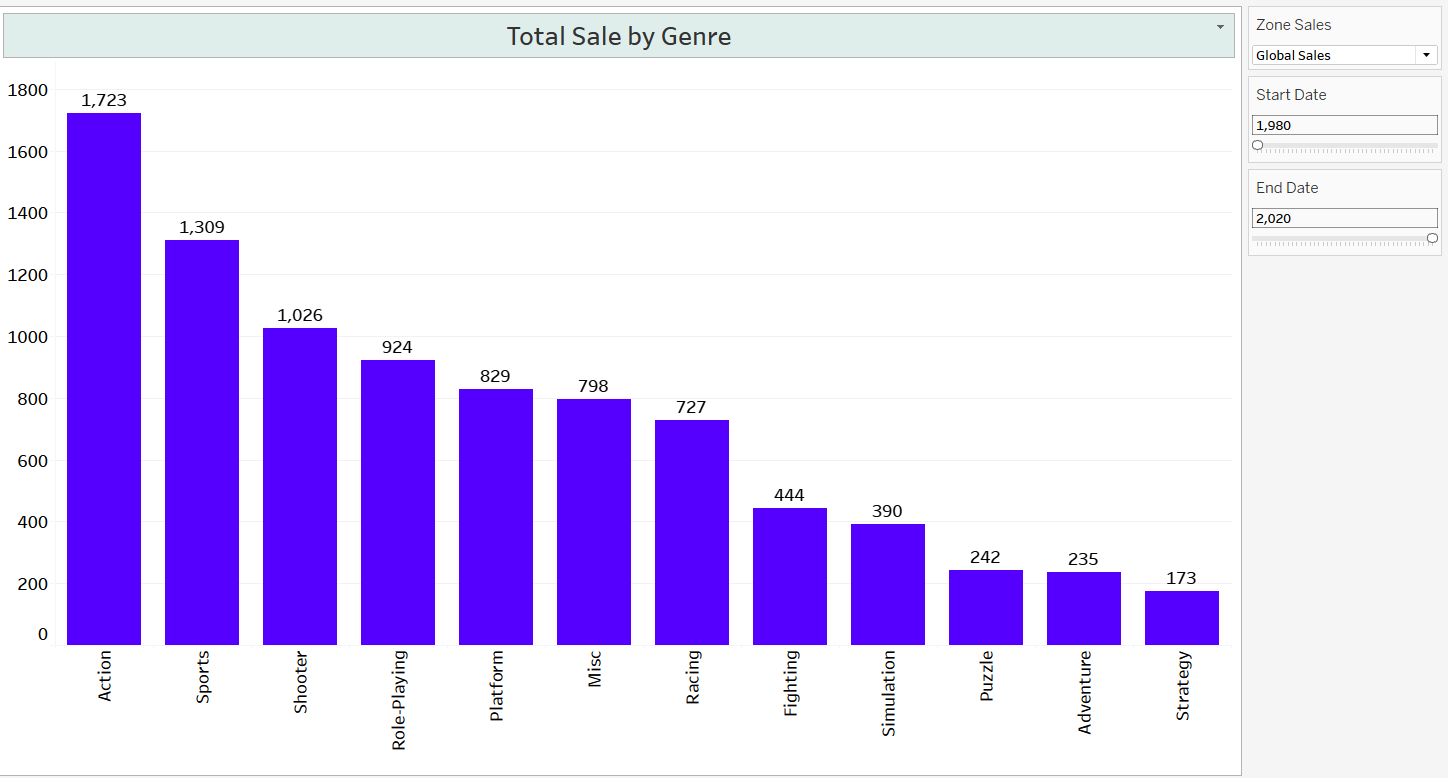 Total Sale by Genre
1800
1600
1400
1200
1000
800
600
400
200
0
1,723
1,309
1,026
924
829
798
727
444
390
242
235
173
Action
Sports
Shooter
Role-Playing
Platform
Misc
Racing
Fighting
Simulation
Puzzle
Adventure
Strategy
Zone Sales
Global Sales
Start Date
1,980
End Date
2,020